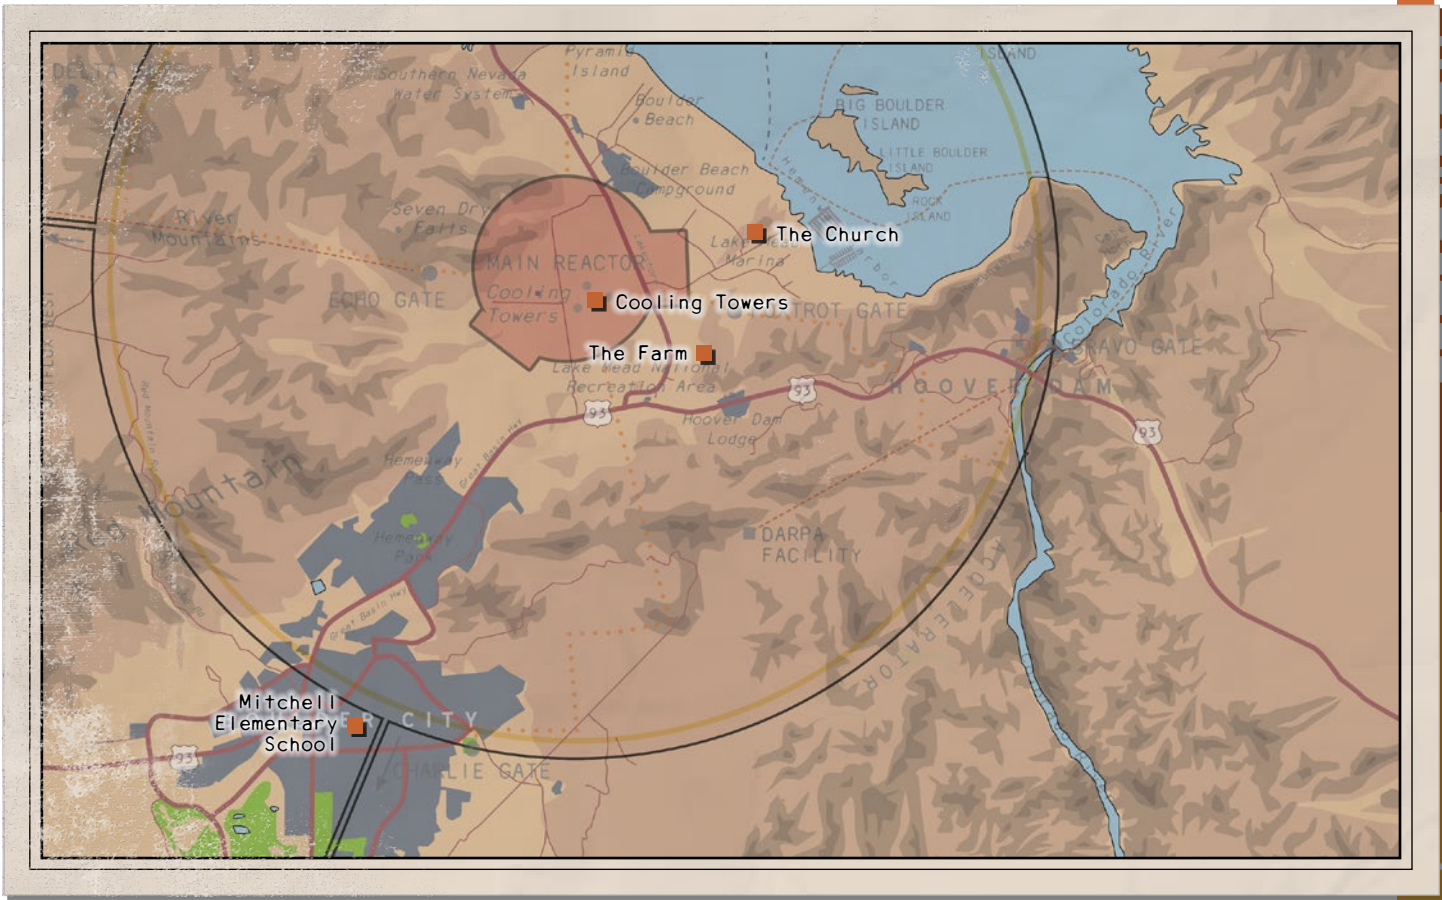 DELTA
Southern Nevada
Water System
Pyramid
Island
ISLAND
Boulder
Beach
BIG BOULDER
ISLAND
LITTLE BOULDER
ISLAND
ROCK
ISLAND
Boulder Beach
Campground
Seven Dry
Falls
River
Mountains
Lake Mead
Marina
The Church
MAIN REACTOR
Cooling
Towers
Cooling Towers
ECHO GATE
FOXTROT GATE
The Farm
Lake Mead National
Recreation Area
Colorado River
BRAVO GATE
HOOVER DAM
93
93
93
Hoover Dam
Lodge
Great Basin Hwy
Hemenway
Pass
Mountain
Hemenway
Park
DARPA
FACILITY
ACCELERATOR
Great Basin Hwy
Mitchell
Elementary
School
ER CITY
93
CHARLIE GATE